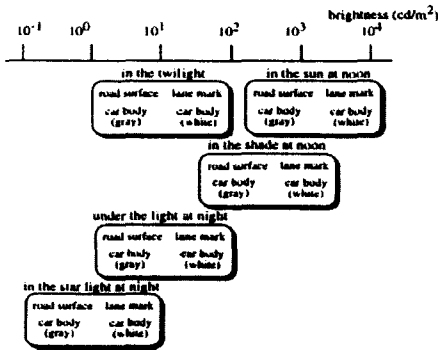 brightness (cd/m²)
10⁻¹ 10⁰ 10¹ 10² 10³ 10⁴
in the twilight
road surface lane mark
car body car body
(gray) (white)
in the sun at noon
road surface lane mark
car body car body
(gray) (white)
in the shade at noon
road surface lane mark
car body car body
(gray) (white)
under the light at night
road surface lane mark
car body car body
(gray) (white)
in the star light at night
road surface lane mark
car body car body
(gray) (white)